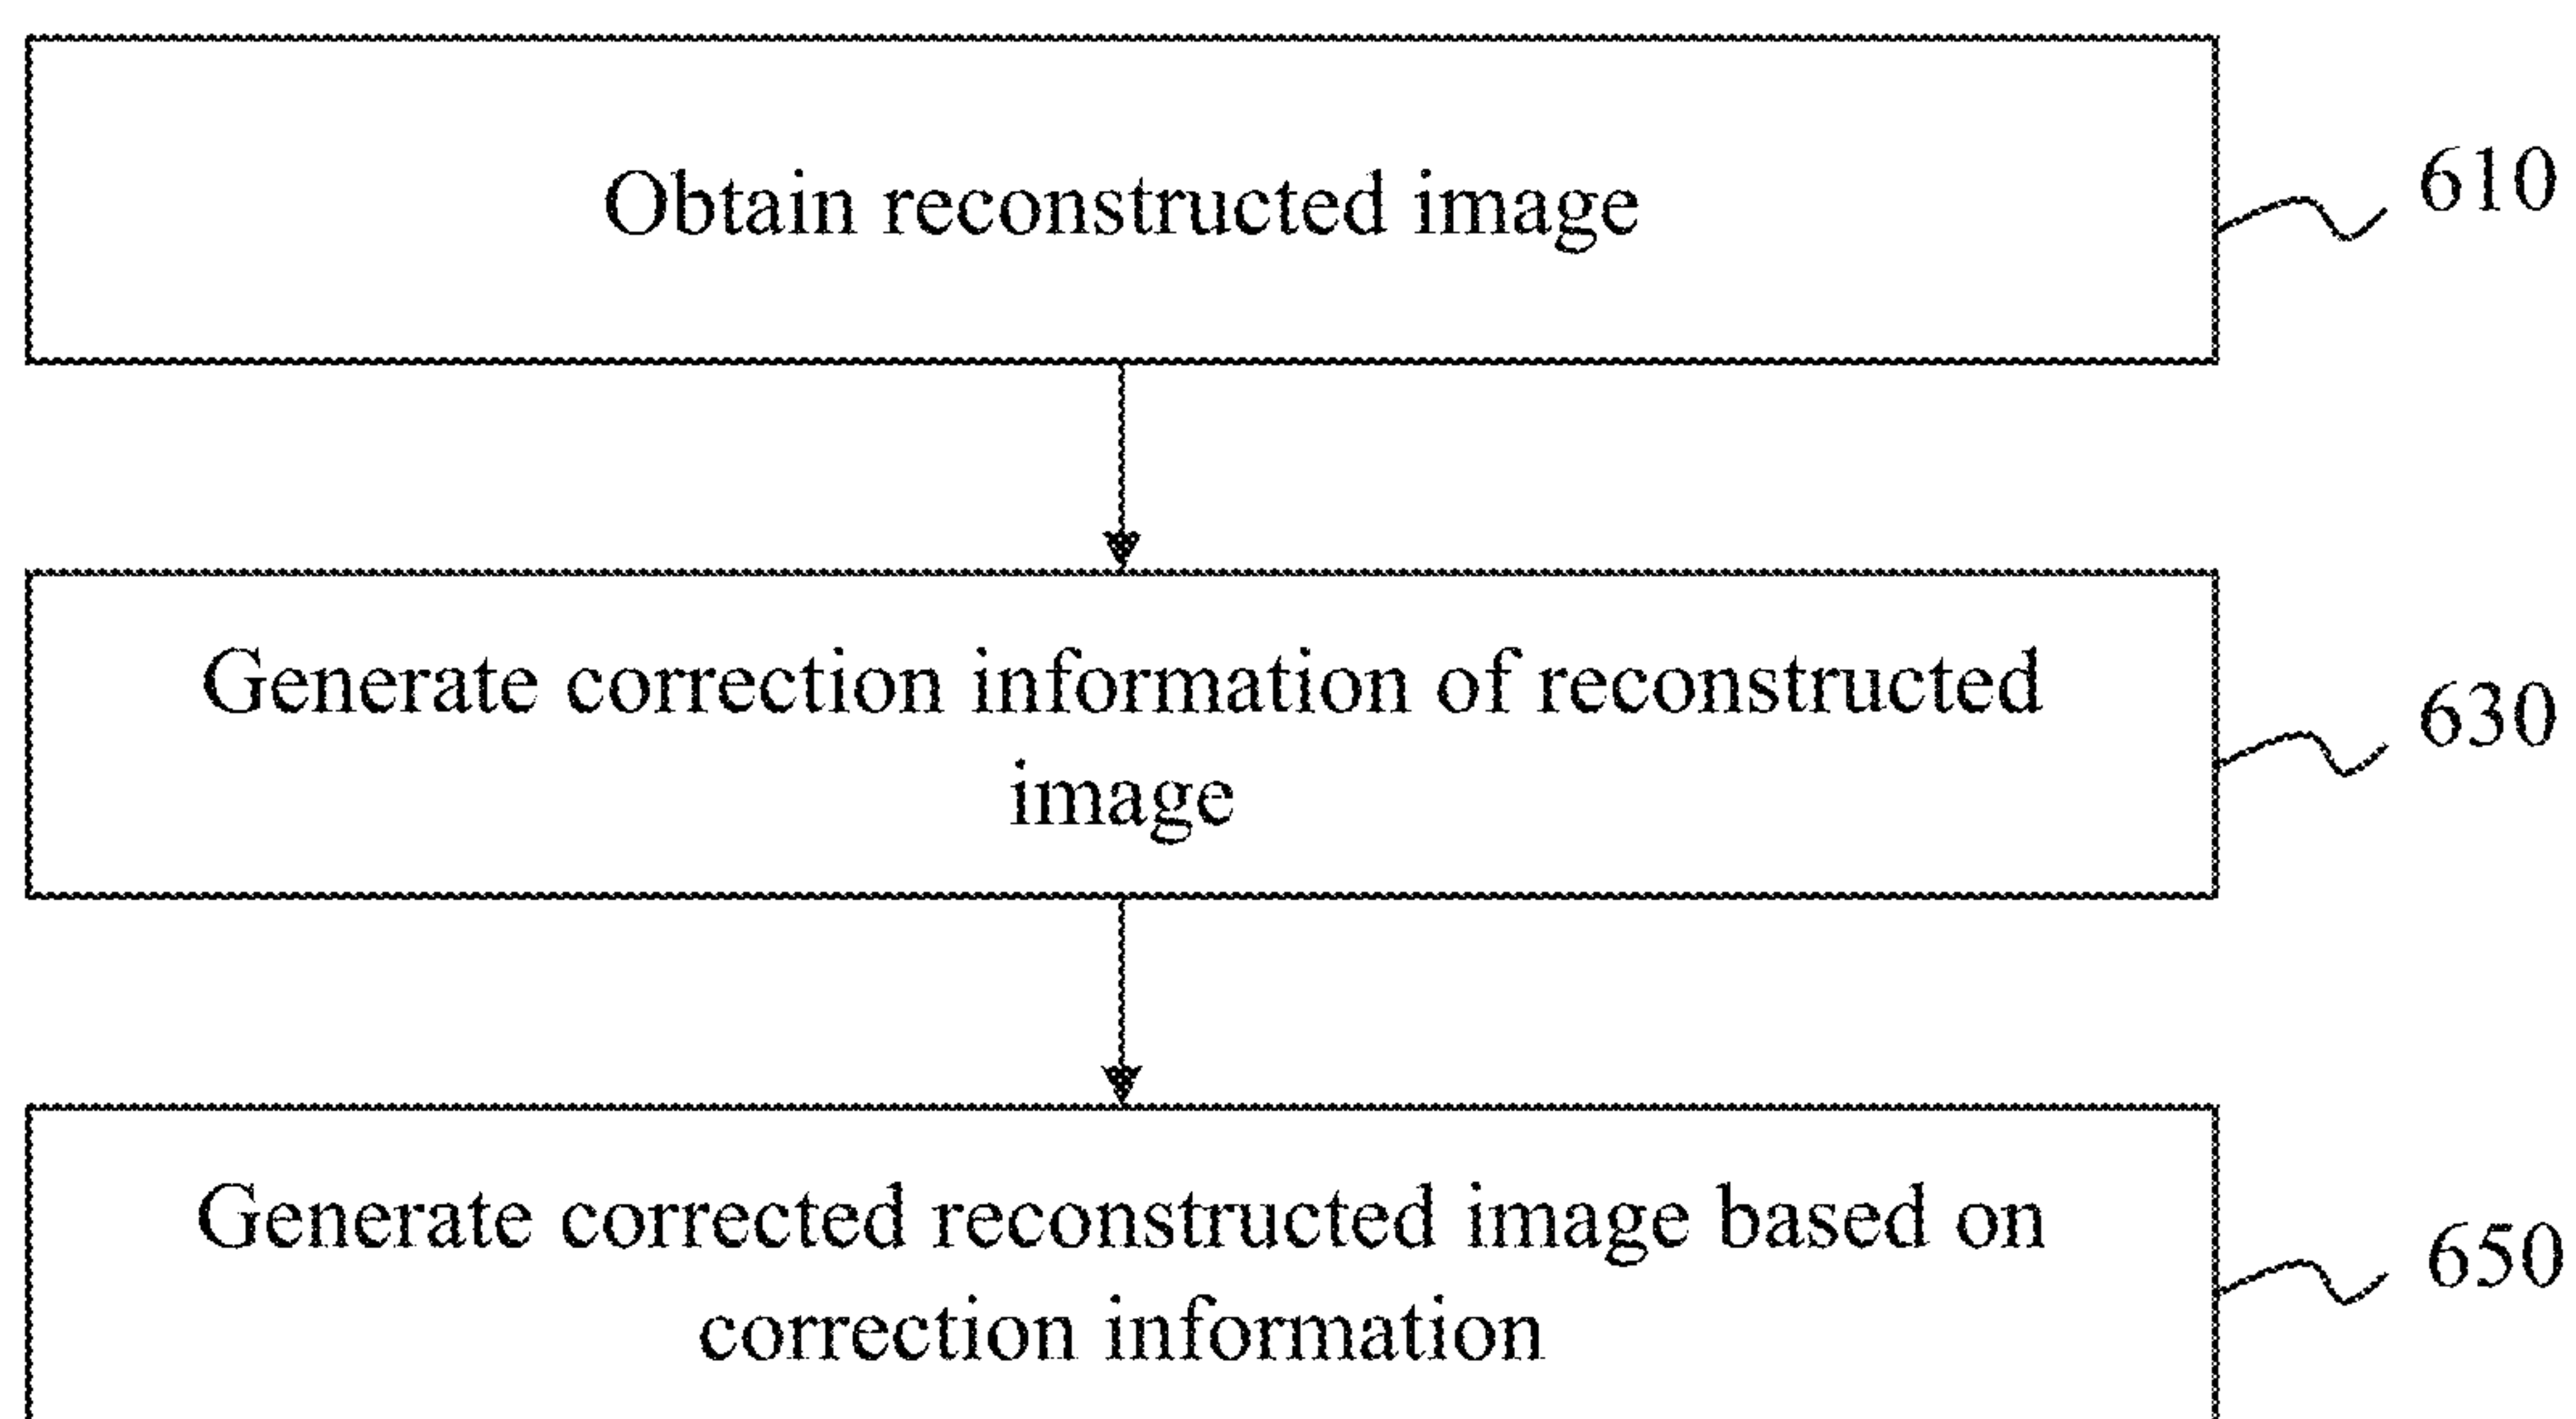 Obtain reconstructed image
610
Generate correction information of reconstructed
image
630
Generate corrected reconstructed image based on
correction information
650